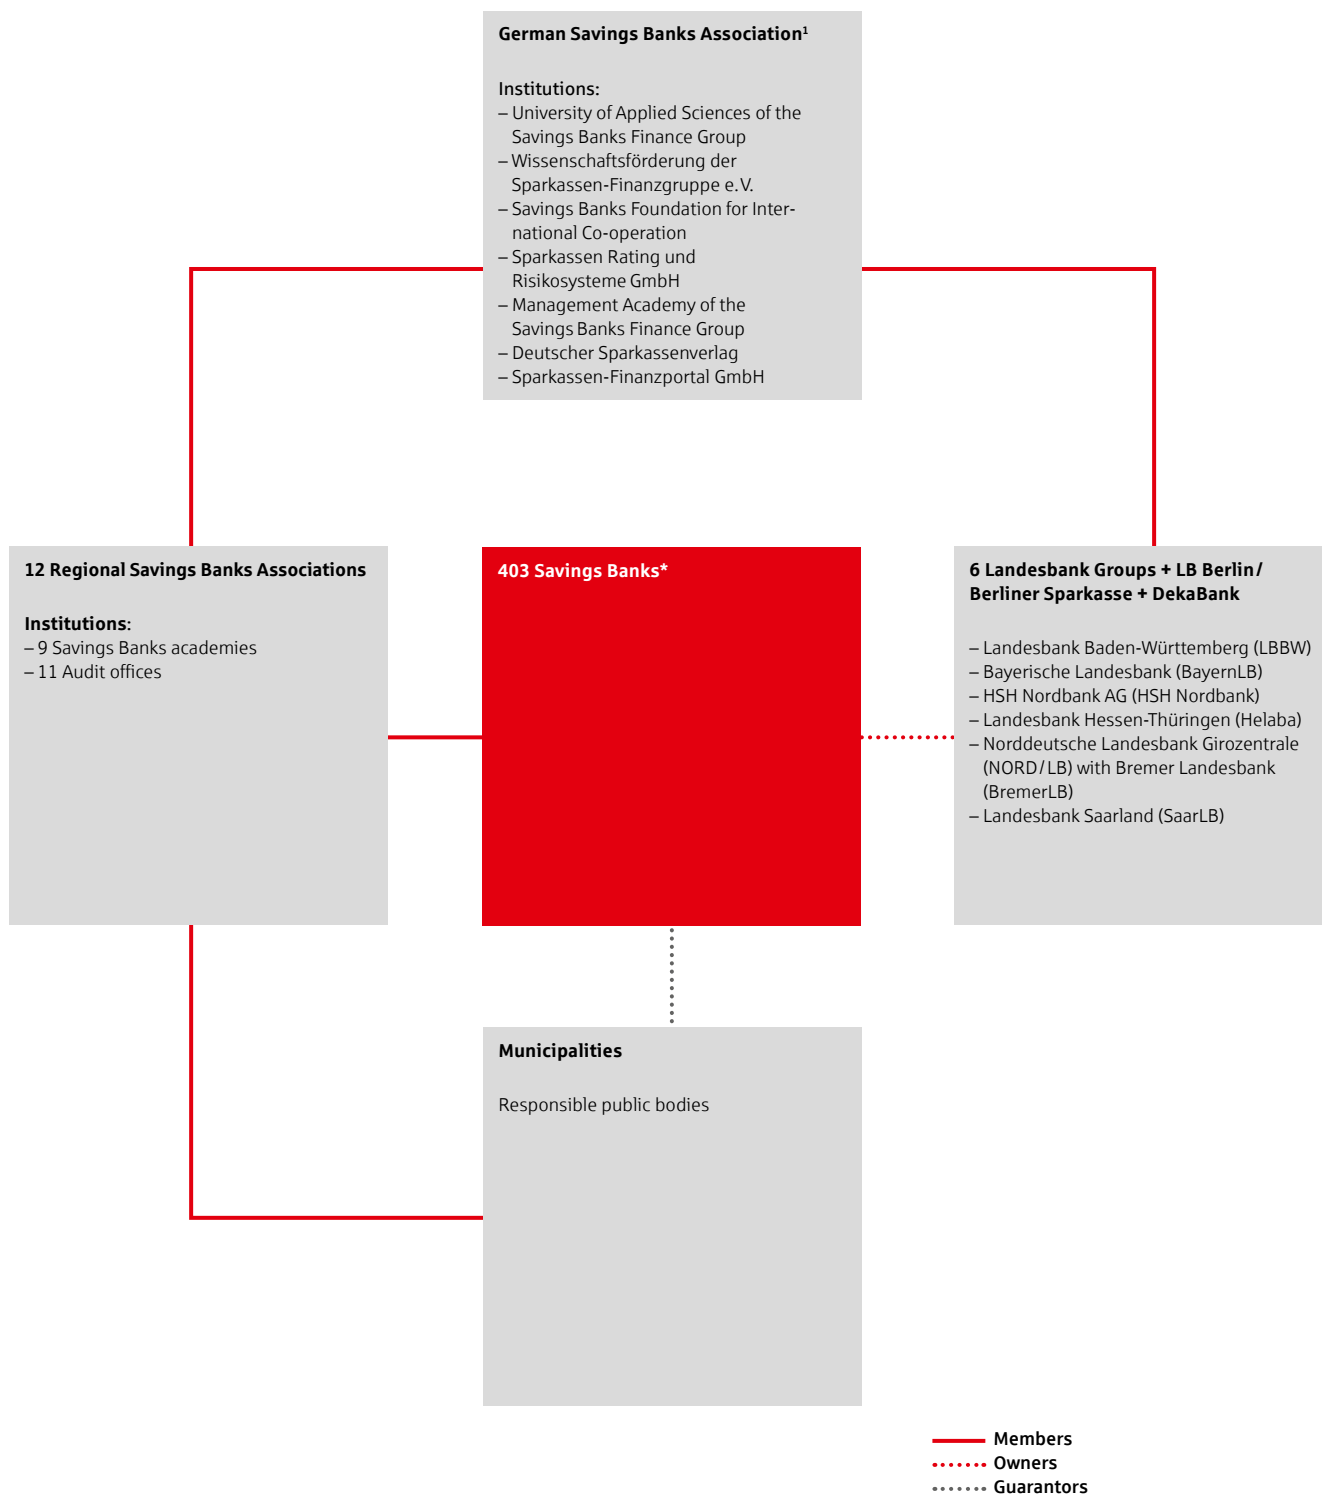 German Savings Banks Association¹
Institutions:
– University of Applied Sciences of the
Savings Banks Finance Group
– Wissenschaftsförderung der
Sparkassen-Finanzgruppe e.V.
– Savings Banks Foundation for Inter-
national Co-operation
– Sparkassen Rating und
Risikosysteme GmbH
– Management Academy of the
Savings Banks Finance Group
– Deutscher Sparkassenverlag
– Sparkassen-Finanzportal GmbH
12 Regional Savings Banks Associations
Institutions:
– 9 Savings Banks academies
– 11 Audit offices
403 Savings Banks*
6 Landesbank Groups + LB Berlin/
Berliner Sparkasse + DekaBank
– Landesbank Baden-Württemberg (LBBW)
– Bayerische Landesbank (BayernLB)
– HSH Nordbank AG (HSH Nordbank)
– Landesbank Hessen-Thüringen (Helaba)
– Norddeutsche Landesbank Girozentrale
(NORD/LB) with Bremer Landesbank
(BremerLB)
– Landesbank Saarland (SaarLB)
Municipalities
Responsible public bodies
Members
Owners
Guarantors